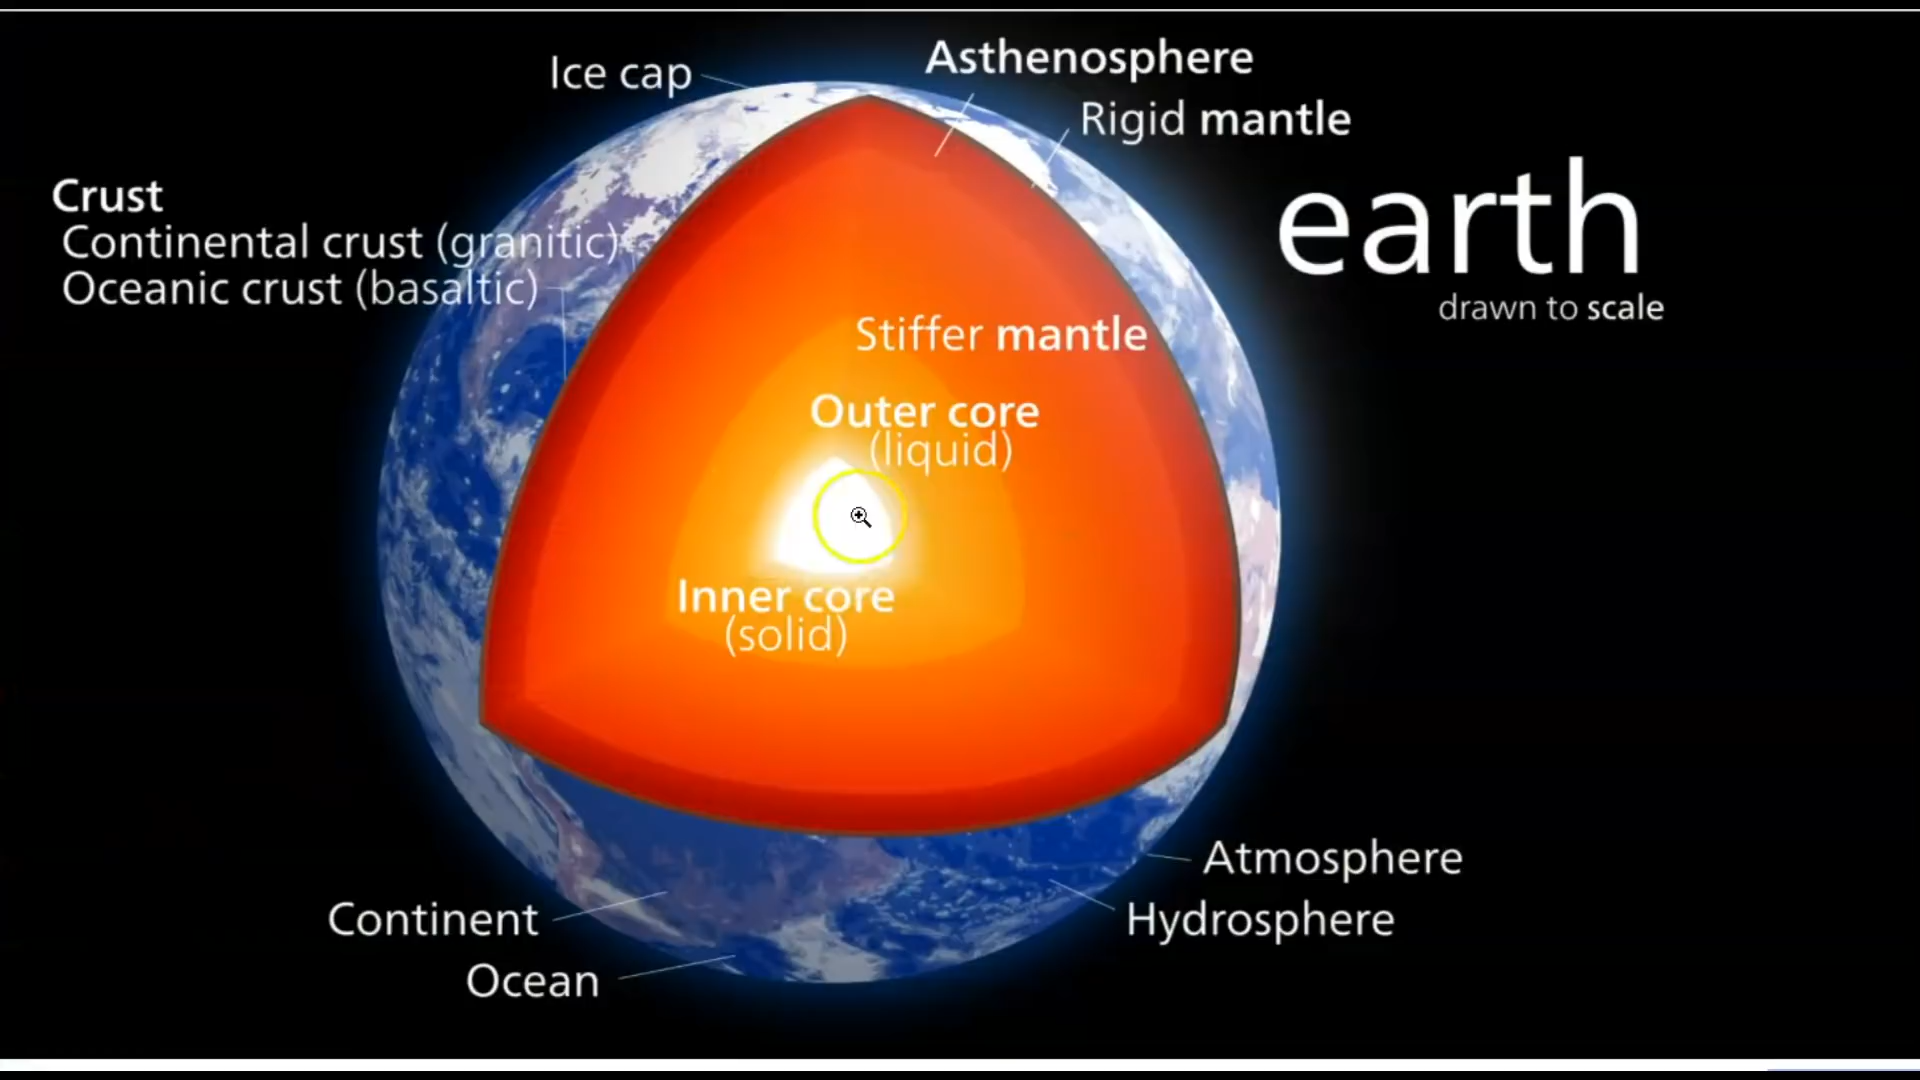 Ice cap
Asthenosphere
Rigid mantle
Crust
Continental crust (granitic)
Oceanic crust (basaltic)
earth
drawn to scale
Stiffer mantle
Outer core
(liquid)
Inner core
(solid)
Atmosphere
Hydrosphere
Continent
Ocean